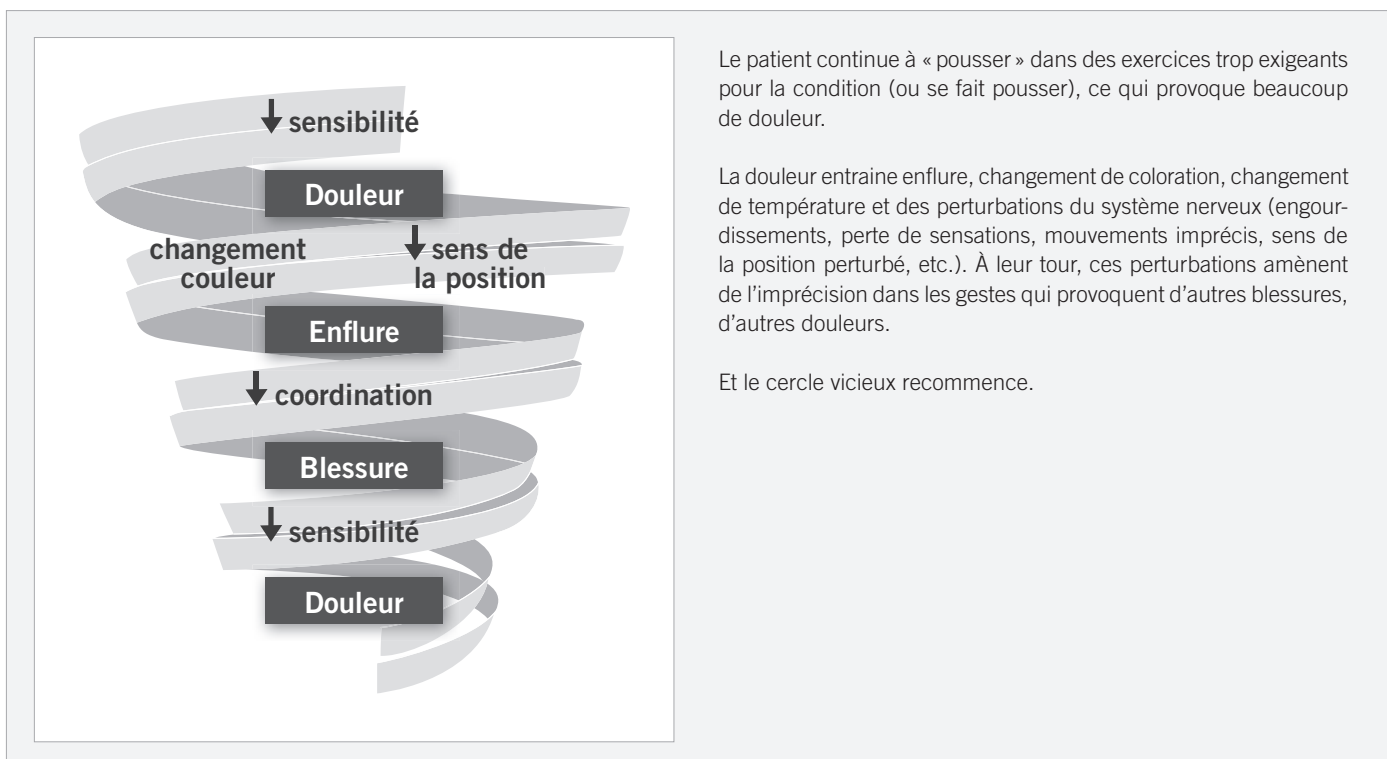 sensibilité
Douleur
changement
couleur
sens de
la position
Enflure
coordination
Blessure
sensibilité
Douleur
Le patient continue à « pousser » dans des exercices trop exigeants
pour la condition (ou se fait pousser), ce qui provoque beaucoup
de douleur.
La douleur entraine enflure, changement de coloration, changement
de température et des perturbations du système nerveux (engour-
dissements, perte de sensations, mouvements imprécis, sens de
la position perturbé, etc.). À leur tour, ces perturbations amènent
de l’imprécision dans les gestes qui provoquent d’autres blessures,
d’autres douleurs.
Et le cercle vicieux recommence.